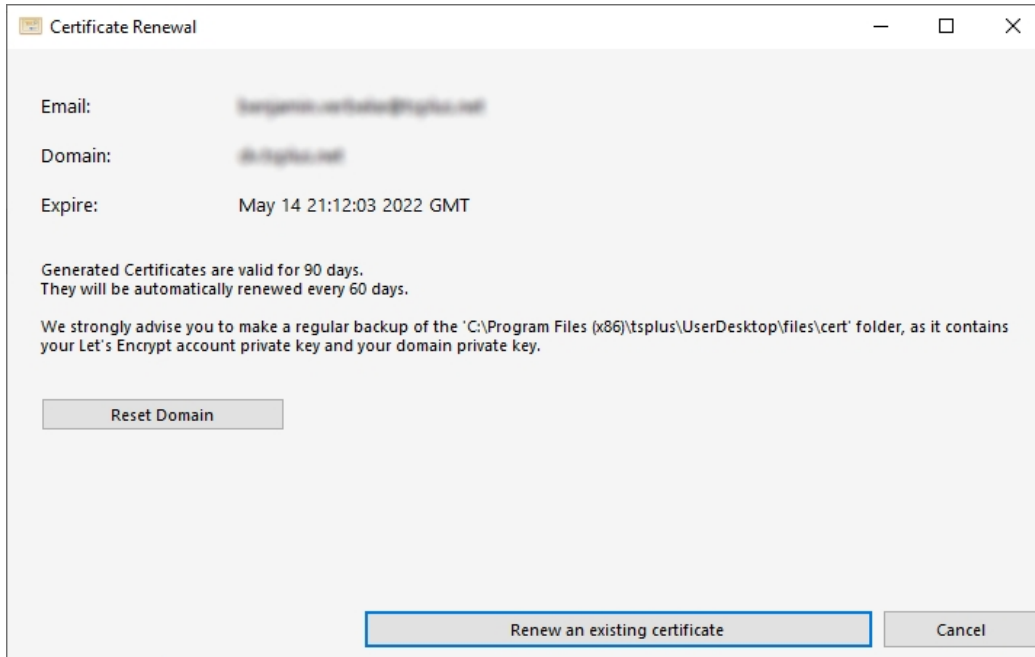 Certificate Renewal
Email:
Domain:
Expire: May 14 21:12:03 2022 GMT
Generated Certificates are valid for 90 days.
They will be automatically renewed every 60 days.
We strongly advise you to make a regular backup of the 'C:\Program Files (x86)\tsplus\UserDesktop\files\cert' folder, as it contains
your Let's Encrypt account private key and your domain private key.
Reset Domain
Renew an existing certificate Cancel